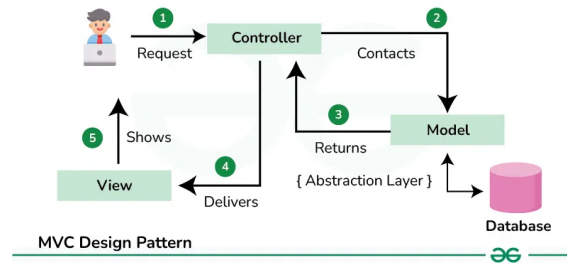 1
Request
Controller
2
Contacts
3
Returns
Model
{ Abstraction Layer }
Database
4
Delivers
View
5
Shows
MVC Design Pattern